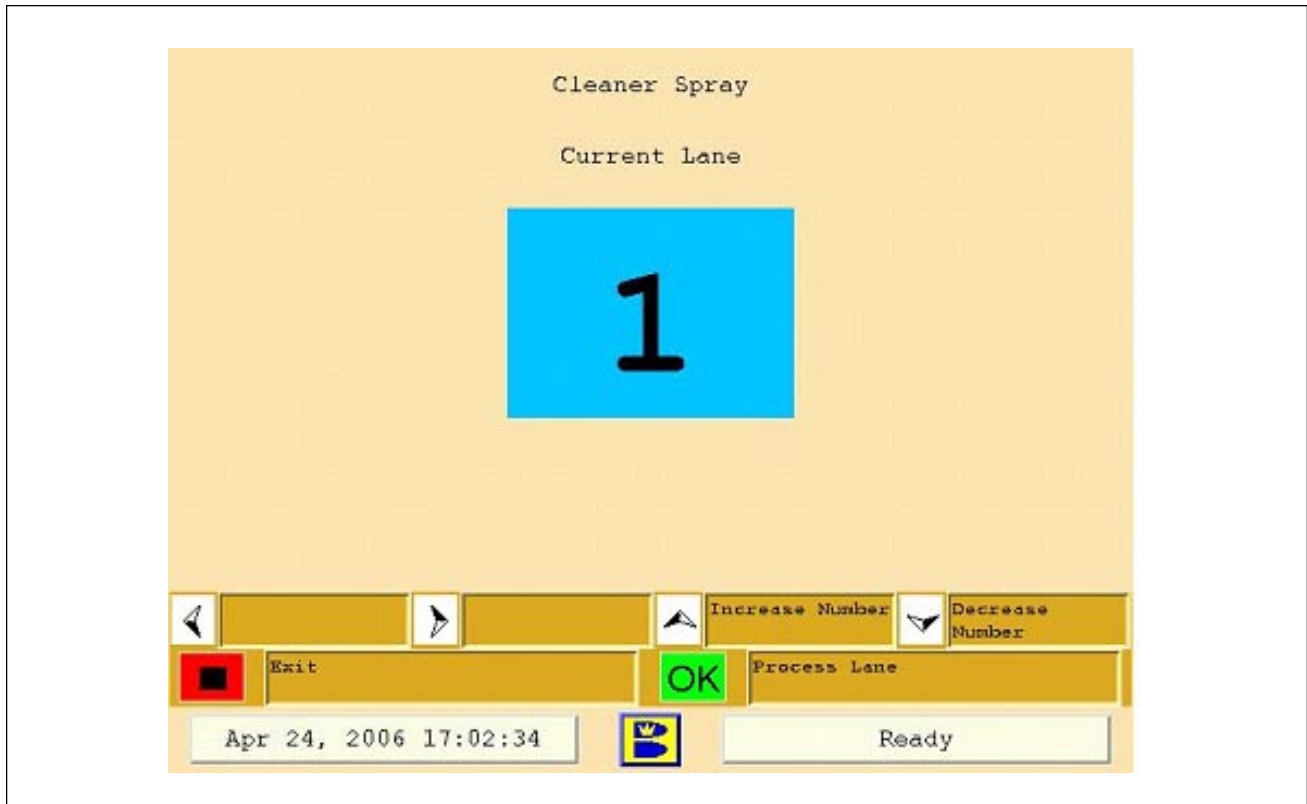 Cleaner Spray
Current Lane
1
Increase Number
Decrease
Number
Exit
OK
Process Lane
Apr 24, 2006 17:02:34
B
Ready